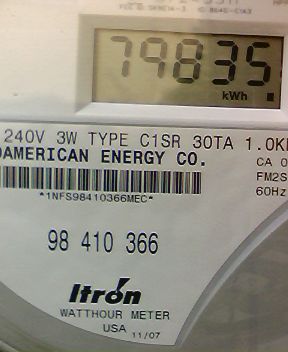 79835
kWh
240V 3W TYPE C1SR 30TA 1.0K
AMERICAN ENERGY CO.
CA 0
FM2S
60Hz
*1NFS98410366MEC*
98 410 366
Itron
WATTHOUR METER
USA 11/07